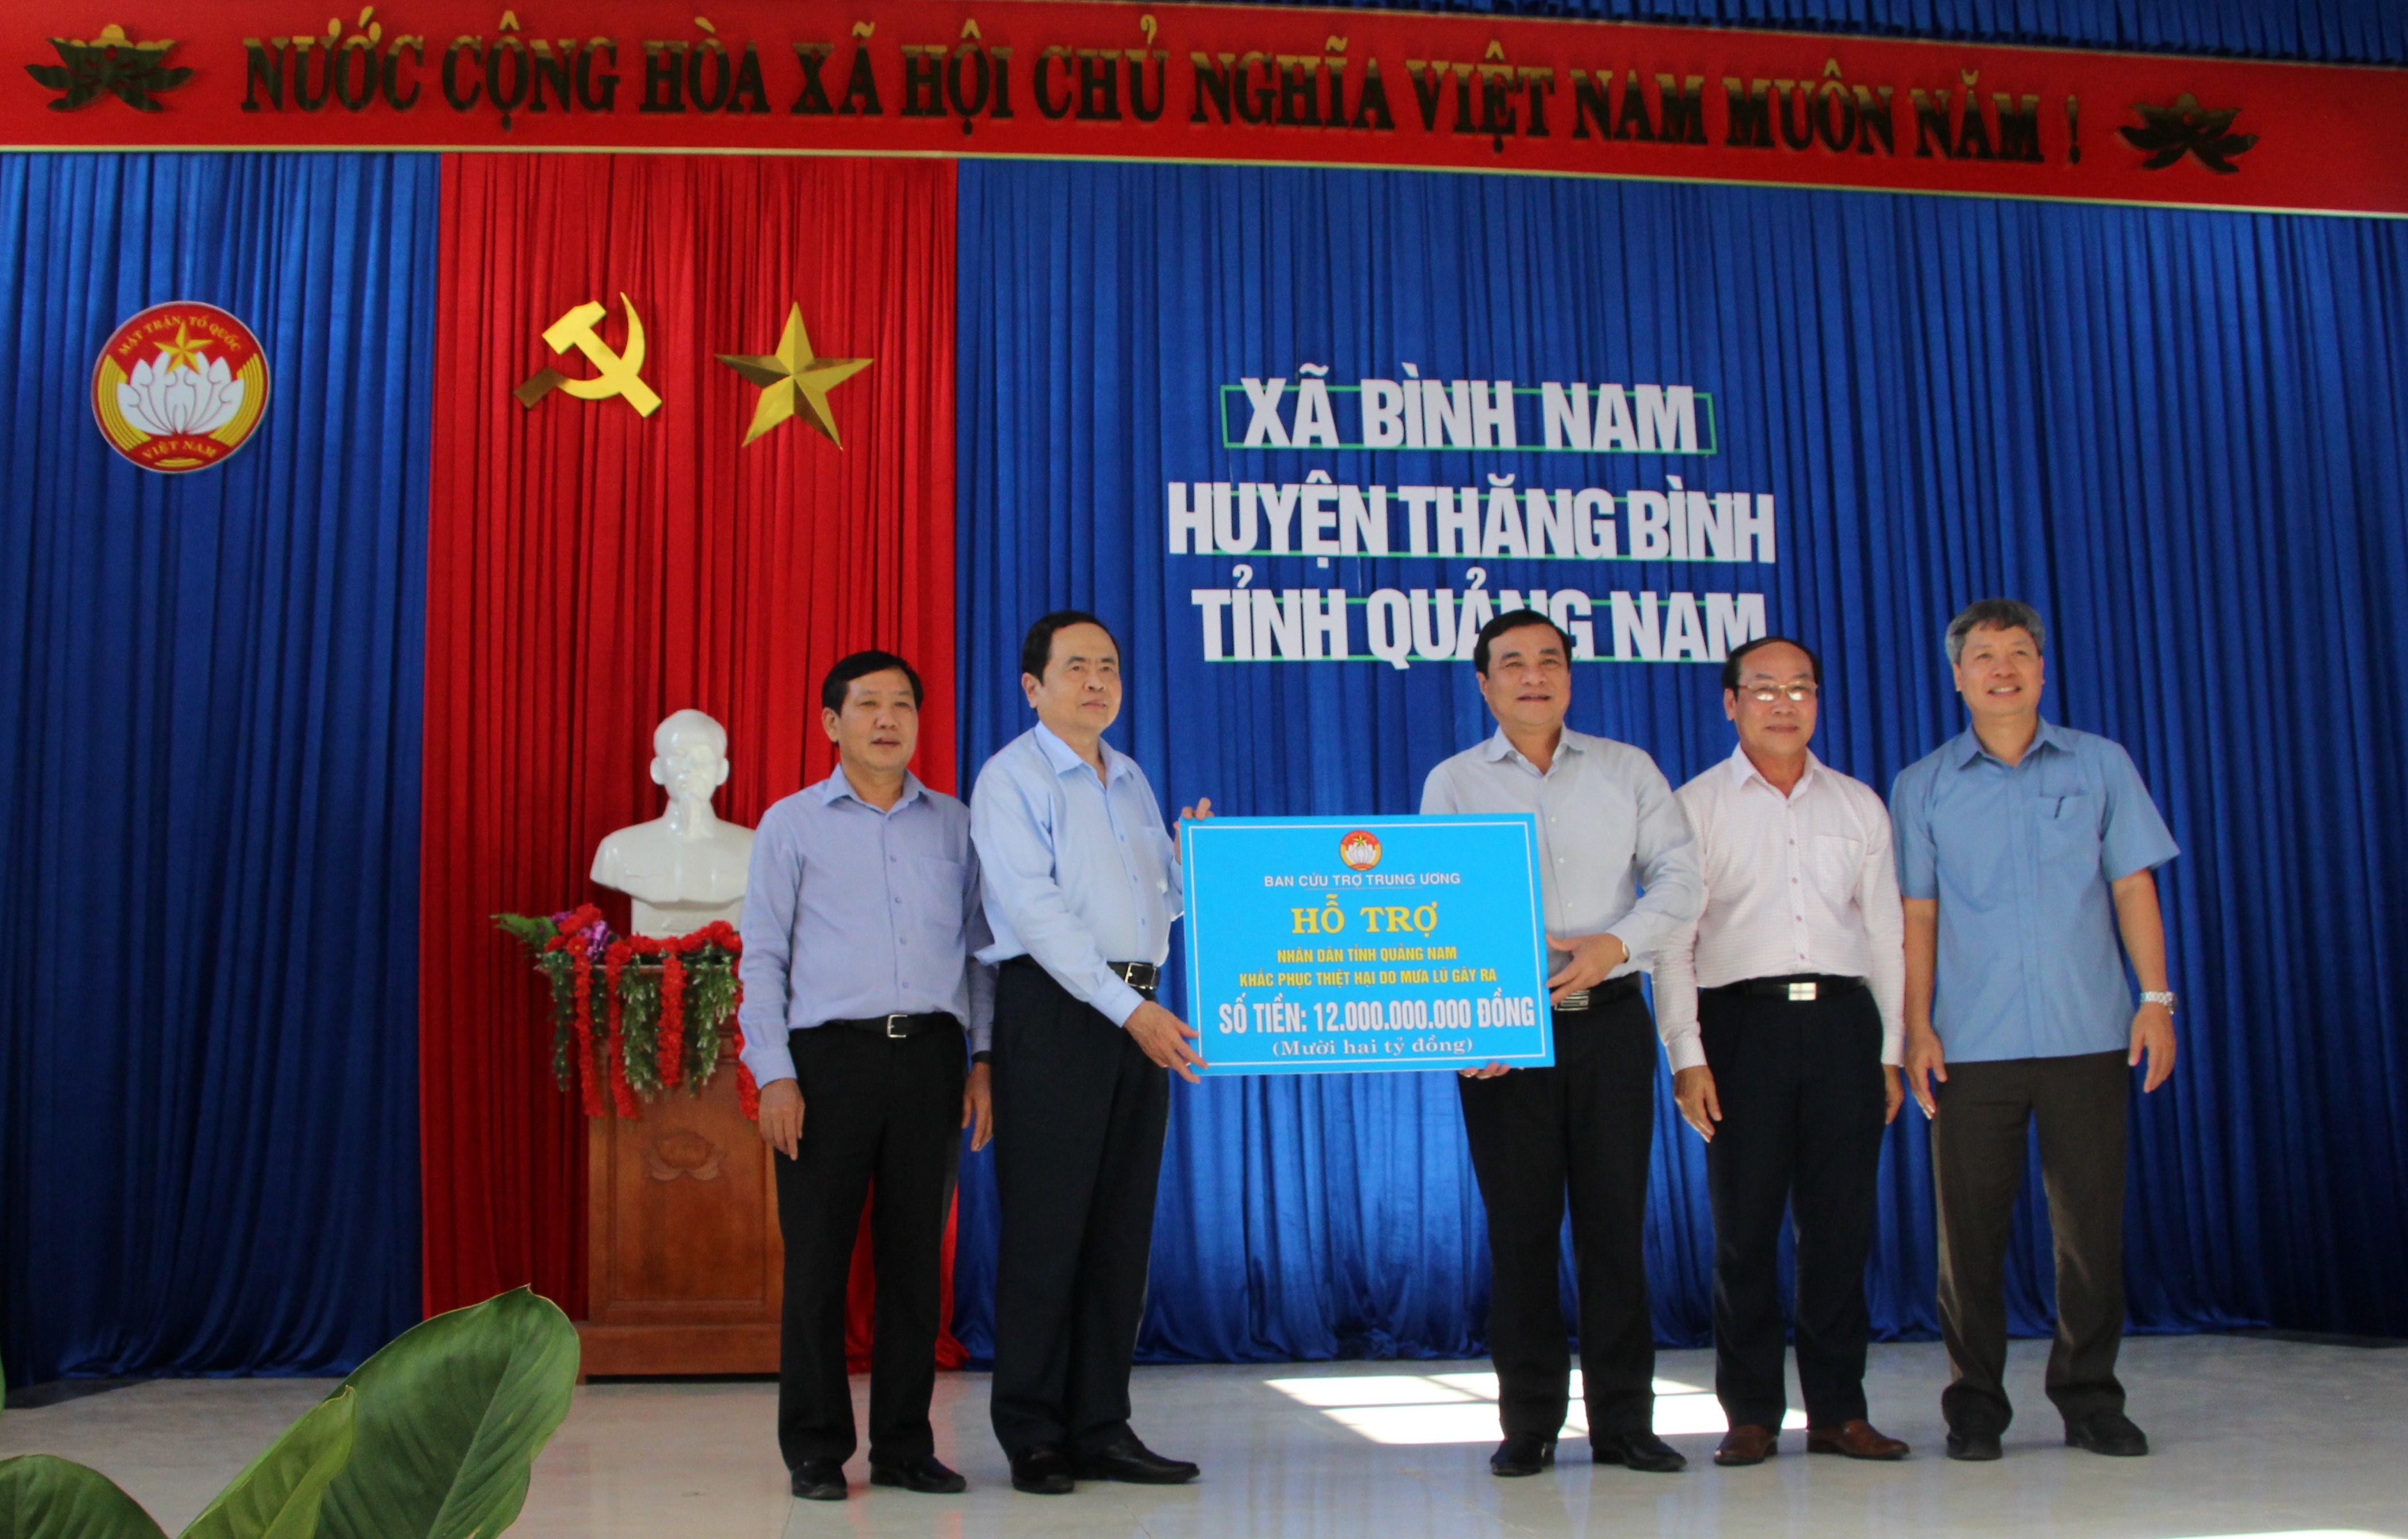 NƯỚC CỘNG HÒA XÃ HỘI CHỦ NGHĨA VIỆT NAM MUÔN NĂM !
MẶT TRẬN TỔ QUỐC
VIỆT NAM
XÃ BÌNH NAM
HUYỆN THĂNG BÌNH
TỈNH QUẢNG NAM
BAN CỨU TRỢ TRUNG ƯƠNG
HỖ TRỢ
NHÂN DÂN TỈNH QUẢNG NAM
KHẮC PHỤC THIỆT HẠI DO MƯA LŨ GÂY RA
SỐ TIỀN: 12.000.000.000 ĐỒNG
(Mười hai tỷ đồng)